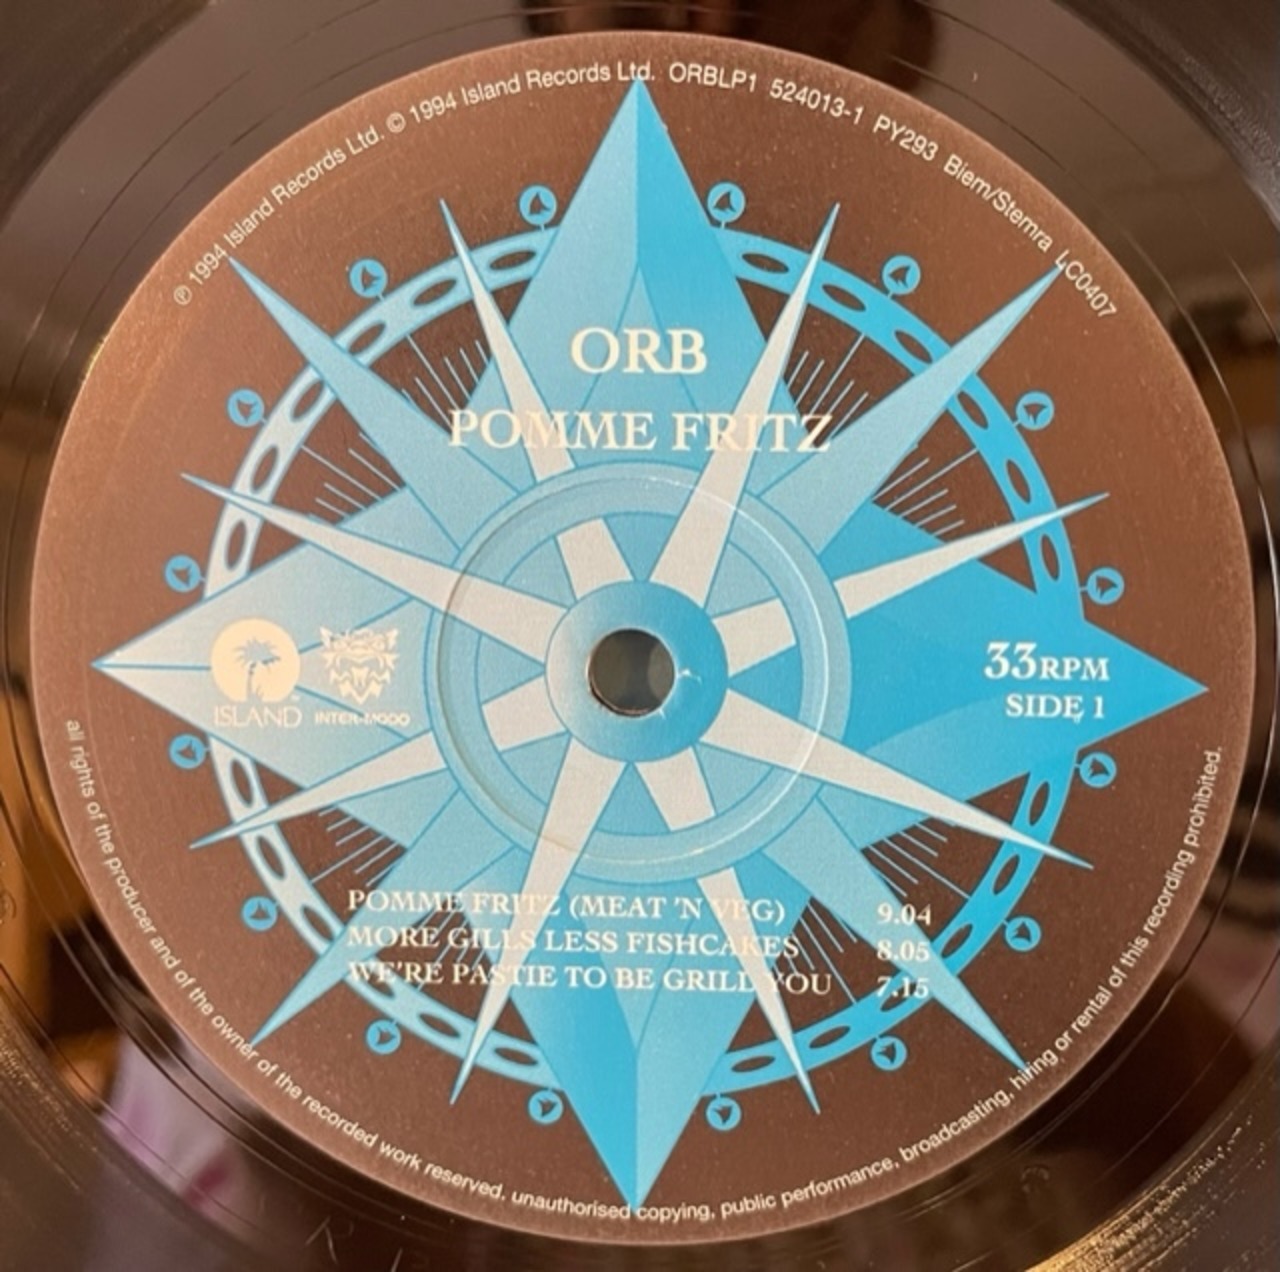 ℗ 1994 Island Records Ltd. © 1994 Island Records Ltd. ORBLP1 524013-1 PY293 Biem/Stemra LC0407
ORB
POMME FRITZ
ISLAND
TM
INTER-MODO
33RPM
SIDE 1
POMME FRITZ (MEAT 'N VEG) 9.04
MORE GILLS LESS FISHCAKES 8.05
WE'RE PASTIE TO BE GRILL YOU 7.15
all rights of the producer and of the owner of the recorded work reserved. unauthorised copying, public performance, broadcasting, hiring or rental of this recording prohibited.